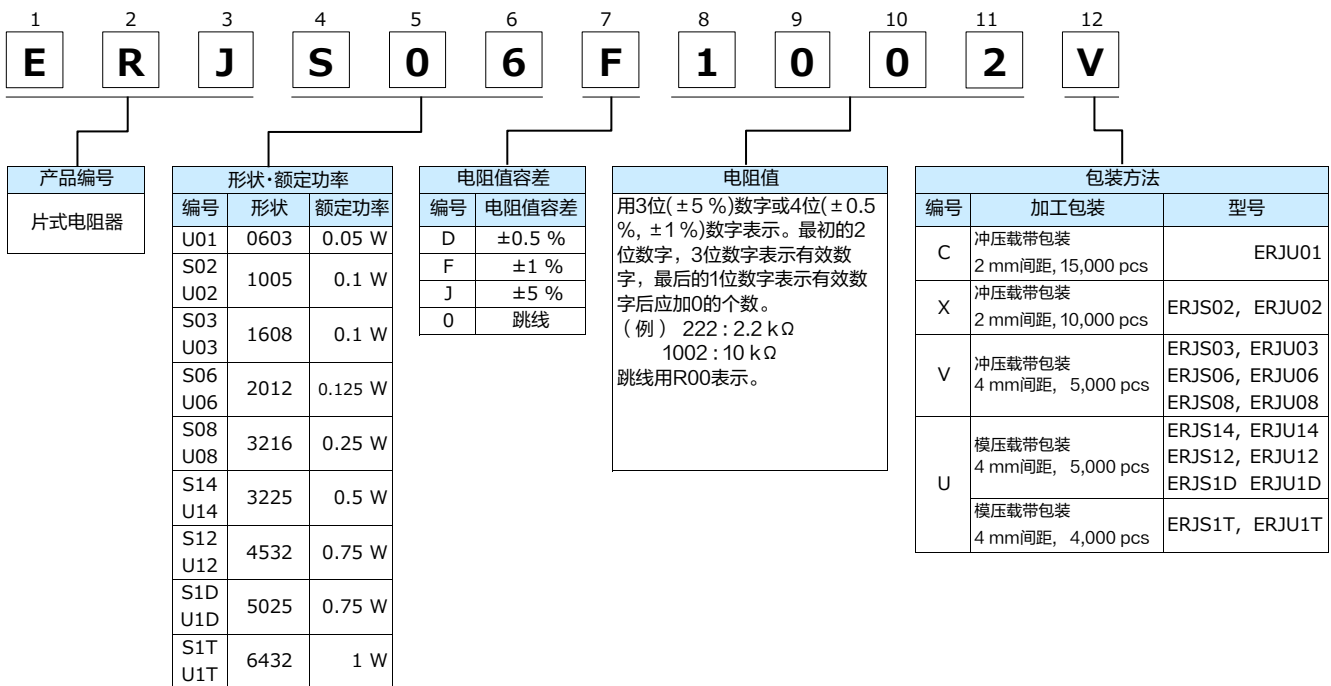 1 2 3 4 5 6 7 8 9 10 11 12
E R J S 0 6 F 1 0 0 2 V
产品编号
片式电阻器
形状·额定功率
编号 形状 额定功率
U01 0603 0.05 W
S02
U02 1005 0.1 W
S03
U03 1608 0.1 W
S06
U06 2012 0.125 W
S08
U08 3216 0.25 W
S14
U14 3225 0.5 W
S12
U12 4532 0.75 W
S1D
U1D 5025 0.75 W
S1T
U1T 6432 1 W
电阻值容差
编号 电阻值容差
D ±0.5 %
F ±1 %
J ±5 %
0 跳线
电阻值
用3位(±5 %)数字或4位(±0.5
%, ±1 %)数字表示。最初的2
位数字，3位数字表示有效数
字，最后的1位数字表示有效数
字后应加0的个数。
（例） 222 : 2.2 kΩ
1002 : 10 kΩ
跳线用R00表示。
包装方法
编号 加工包装 型号
C 冲压载带包装
2 mm间距, 15,000 pcs ERJU01
X 冲压载带包装
2 mm间距, 10,000 pcs ERJS02, ERJU02
V 冲压载带包装
4 mm间距, 5,000 pcs
ERJS03, ERJU03
ERJS06, ERJU06
ERJS08, ERJU08
U 模压载带包装
4 mm间距, 5,000 pcs
ERJS14, ERJU14
ERJS12, ERJU12
ERJS1D ERJU1D
模压载带包装
4 mm间距, 4,000 pcs ERJS1T, ERJU1T